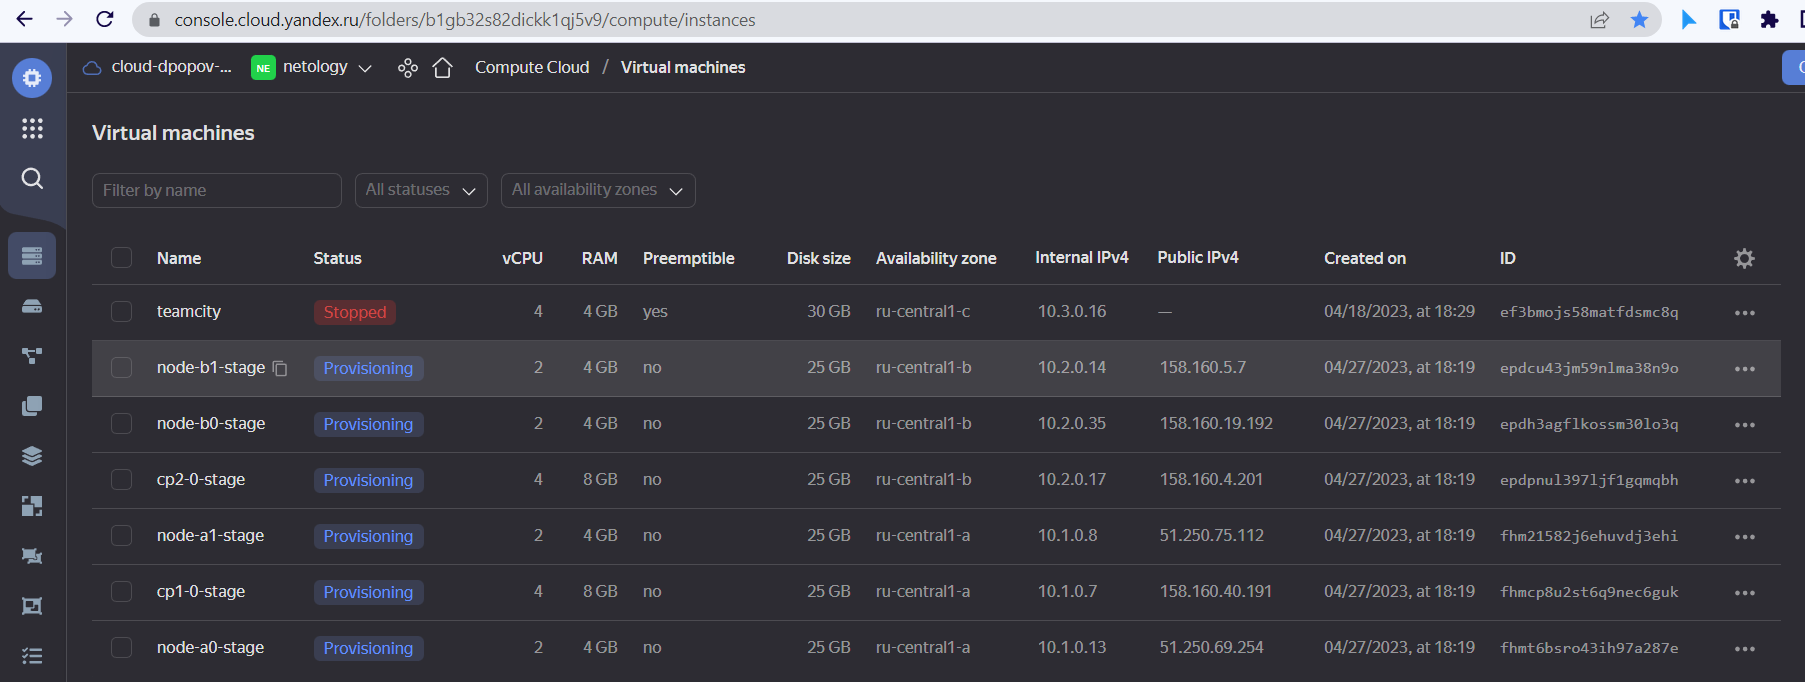 console.cloud.yandex.ru/folders/b1gb32s82dickk1qj5v9/compute/instances
cloud-dpopov-... NE netology Compute Cloud / Virtual machines
Virtual machines
Filter by name All statuses All availability zones
Name Status vCPU RAM Preemptible Disk size Availability zone Internal IPv4 Public IPv4 Created on ID
teamcity Stopped 4 4 GB yes 30 GB ru-central1-c 10.3.0.16 — 04/18/2023, at 18:29 ef3bmojs58matfdsmc8q
node-b1-stage Provisioning 2 4 GB no 25 GB ru-central1-b 10.2.0.14 158.160.5.7 04/27/2023, at 18:19 epdcu43jm59nlma38n9o
node-b0-stage Provisioning 2 4 GB no 25 GB ru-central1-b 10.2.0.35 158.160.19.192 04/27/2023, at 18:19 epdh3agflkossm30lo3q
cp2-0-stage Provisioning 4 8 GB no 25 GB ru-central1-b 10.2.0.17 158.160.4.201 04/27/2023, at 18:19 epdpnul397ljf1gqmqbh
node-a1-stage Provisioning 2 4 GB no 25 GB ru-central1-a 10.1.0.8 51.250.75.112 04/27/2023, at 18:19 fhm21582j6ehuvdj3ehi
cp1-0-stage Provisioning 4 8 GB no 25 GB ru-central1-a 10.1.0.7 158.160.40.191 04/27/2023, at 18:19 fhmcp8u2st6q9nec6guk
node-a0-stage Provisioning 2 4 GB no 25 GB ru-central1-a 10.1.0.13 51.250.69.254 04/27/2023, at 18:19 fhmt6bsro43ih97a287e